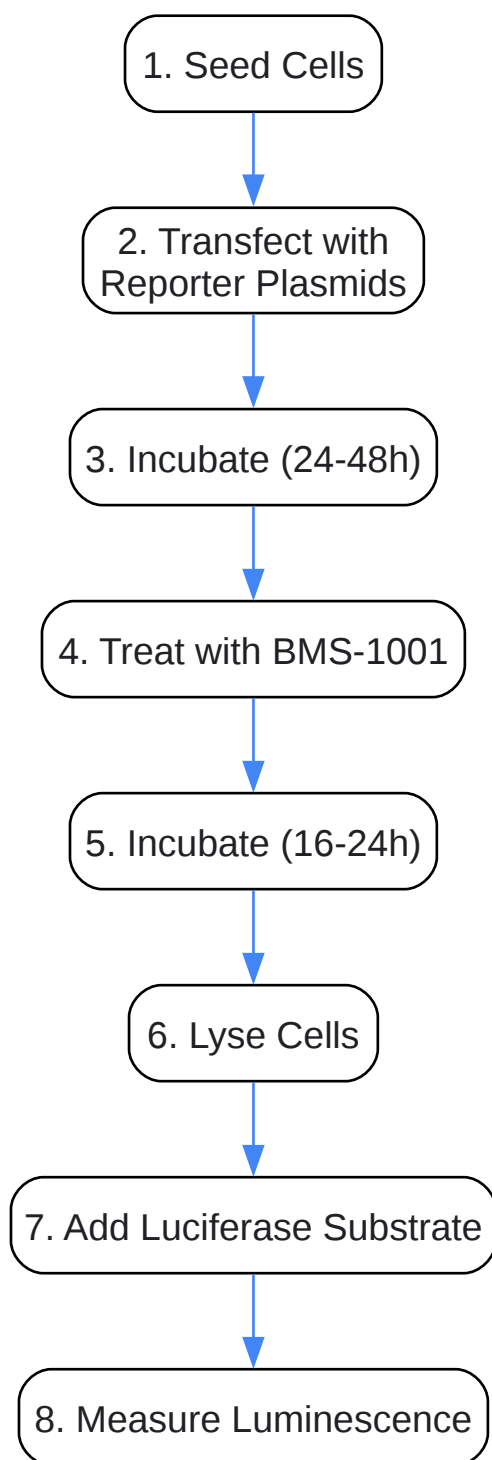 1. Seed Cells
2. Transfect with
Reporter Plasmids
3. Incubate (24-48h)
4. Treat with BMS-1001
5. Incubate (16-24h)
6. Lyse Cells
7. Add Luciferase Substrate
8. Measure Luminescence